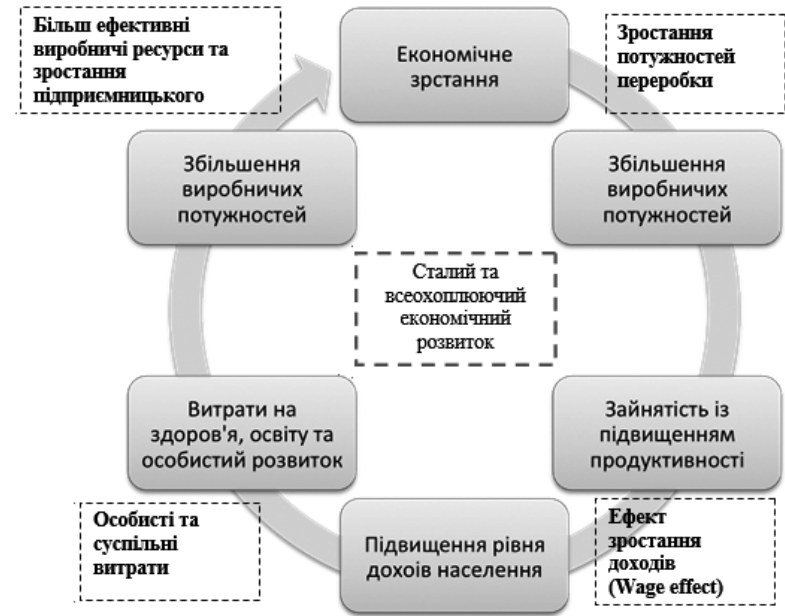 Більш ефективні
виробничі ресурси та
зростання
підприємницького
Економічне
зрстання
Зростання
потужностей
переробки
Збільшення
виробничих
потужностей
Збільшення
виробничих
потужностей
Сталий та
всеохоплюючий
економічний
розвиток
Витрати на
здоров'я, освіту та
особистий розвиток
Зайнятість із
підвищенням
продуктивності
Особисті та
суспільні
витрати
Підвищення рівня
дохоів населення
Ефект
зростання
доходів
(Wage effect)